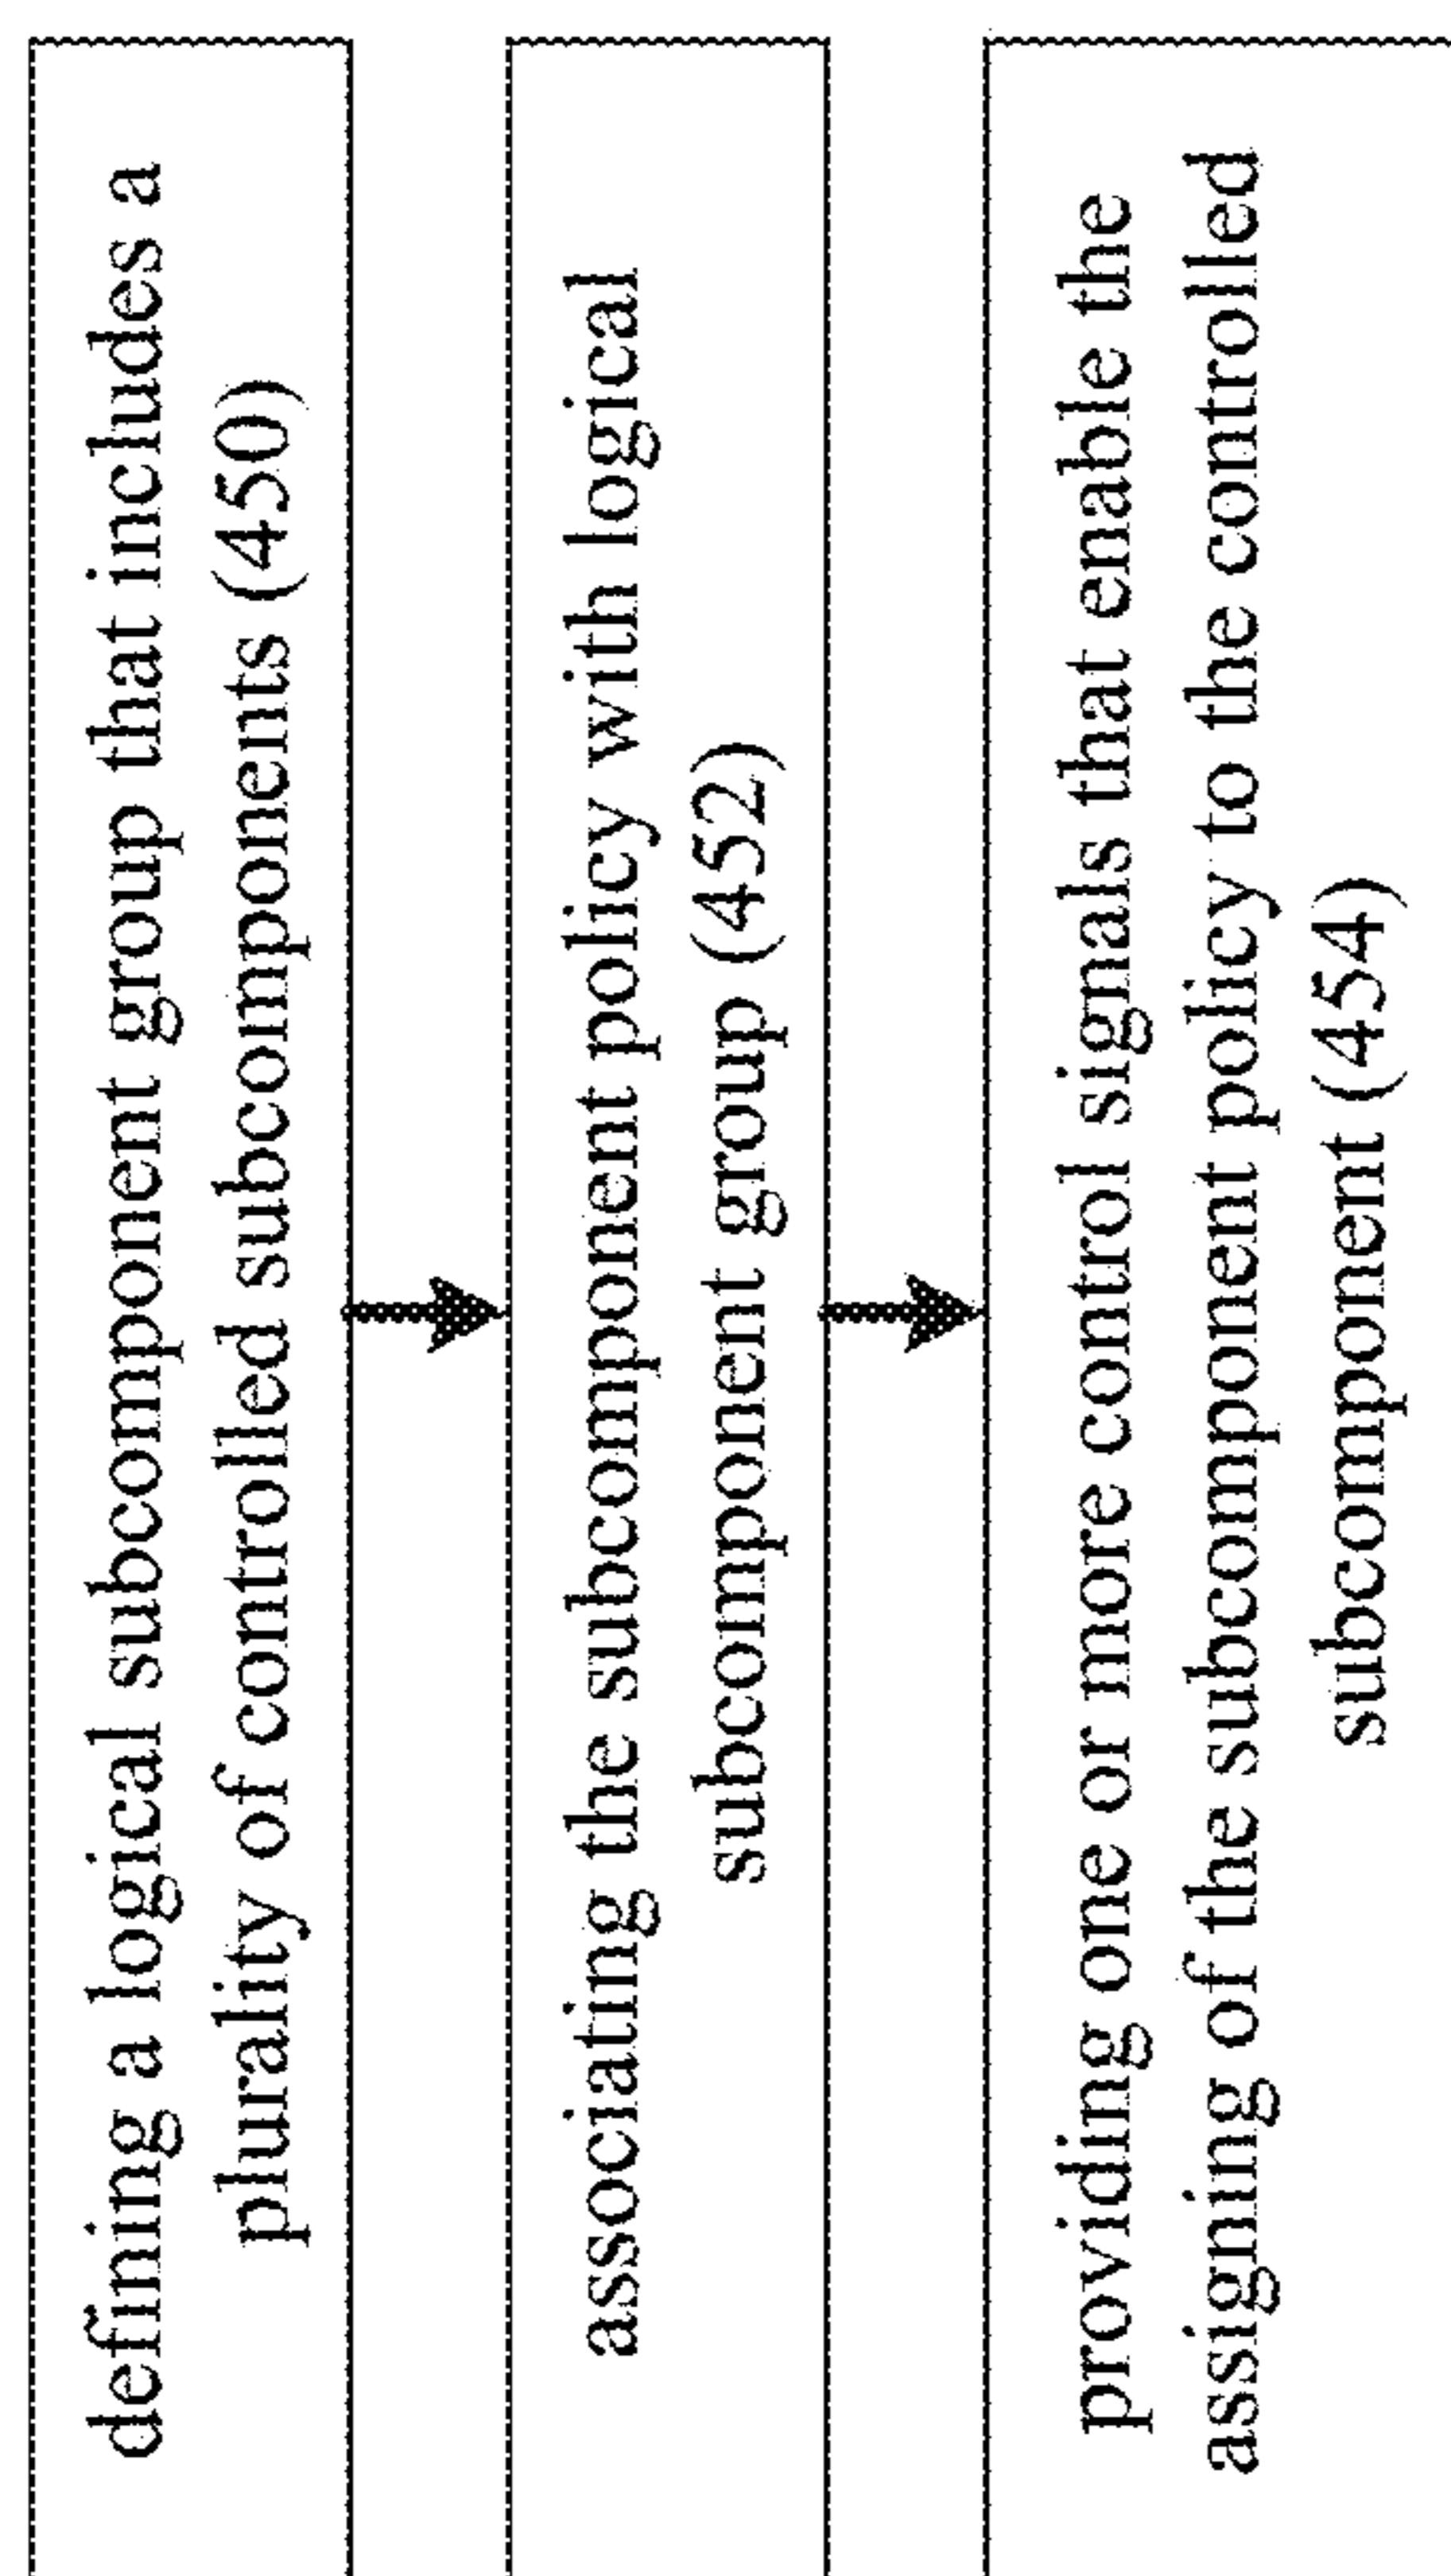 defining a logical subcomponent group that includes a
plurality of controlled subcomponents (450)
associating the subcomponent policy with logical
subcomponent group (452)
providing one or more control signals that enable the
assigning of the subcomponent policy to the controlled
subcomponent (454)